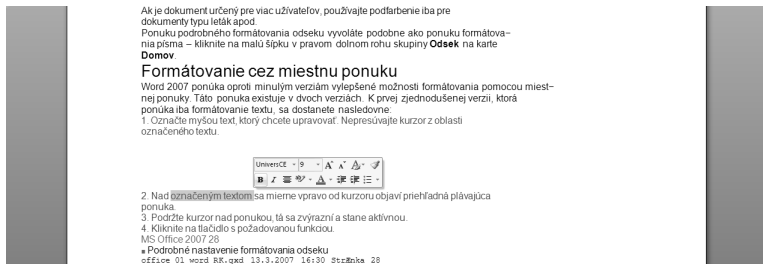 Ak je dokument určený pre viac užívateľov, používajte podfarbenie iba pre
dokumenty typu leták apod.
Ponuku podrobného formátovania odseku vyvoláte podobne ako ponuku formátova–
nia písma – kliknite na malú šípku v pravom dolnom rohu skupiny Odsek na karte
Domov.
Formátovanie cez miestnu ponuku
Word 2007 ponúka oproti minulým verziám vylepšené možnosti formátovania pomocou miest–
nej ponuky. Táto ponuka existuje v dvoch verziách. K prvej zjednodušenej verzii, ktorá
ponúka iba formátovanie textu, sa dostanete nasledovne:
1. Označte myšou text, ktorý chcete upravovať. Nepresúvajte kurzor z oblasti
označeného textu.
UniversCE 9 A A A
B I ab A
2. Nad označeným textom sa mierne vpravo od kurzoru objaví priehľadná plávajúca
ponuka.
3. Podržte kurzor nad ponukou, tá sa zvýrazní a stane aktívnou.
4. Kliknite na tlačidlo s požadovanou funkciou.
MS Office 2007 28
■ Podrobné nastavenie formátovania odseku
office 01 word RK.qxd 13.3.2007 16:30 StrÆnka 28